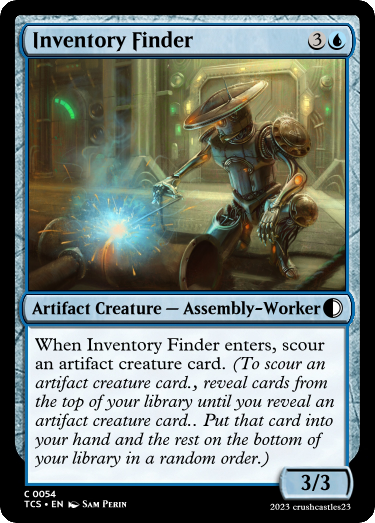 Inventory Finder 3
Artifact Creature — Assembly-Worker
When Inventory Finder enters, scour
an artifact creature card. (To scour an
artifact creature card., reveal cards from
the top of your library until you reveal an
artifact creature card.. Put that card into
your hand and the rest on the bottom of
your library in a random order.)
3/3
C 0054
TCS • EN Sam Perin
2023 crushcastles23